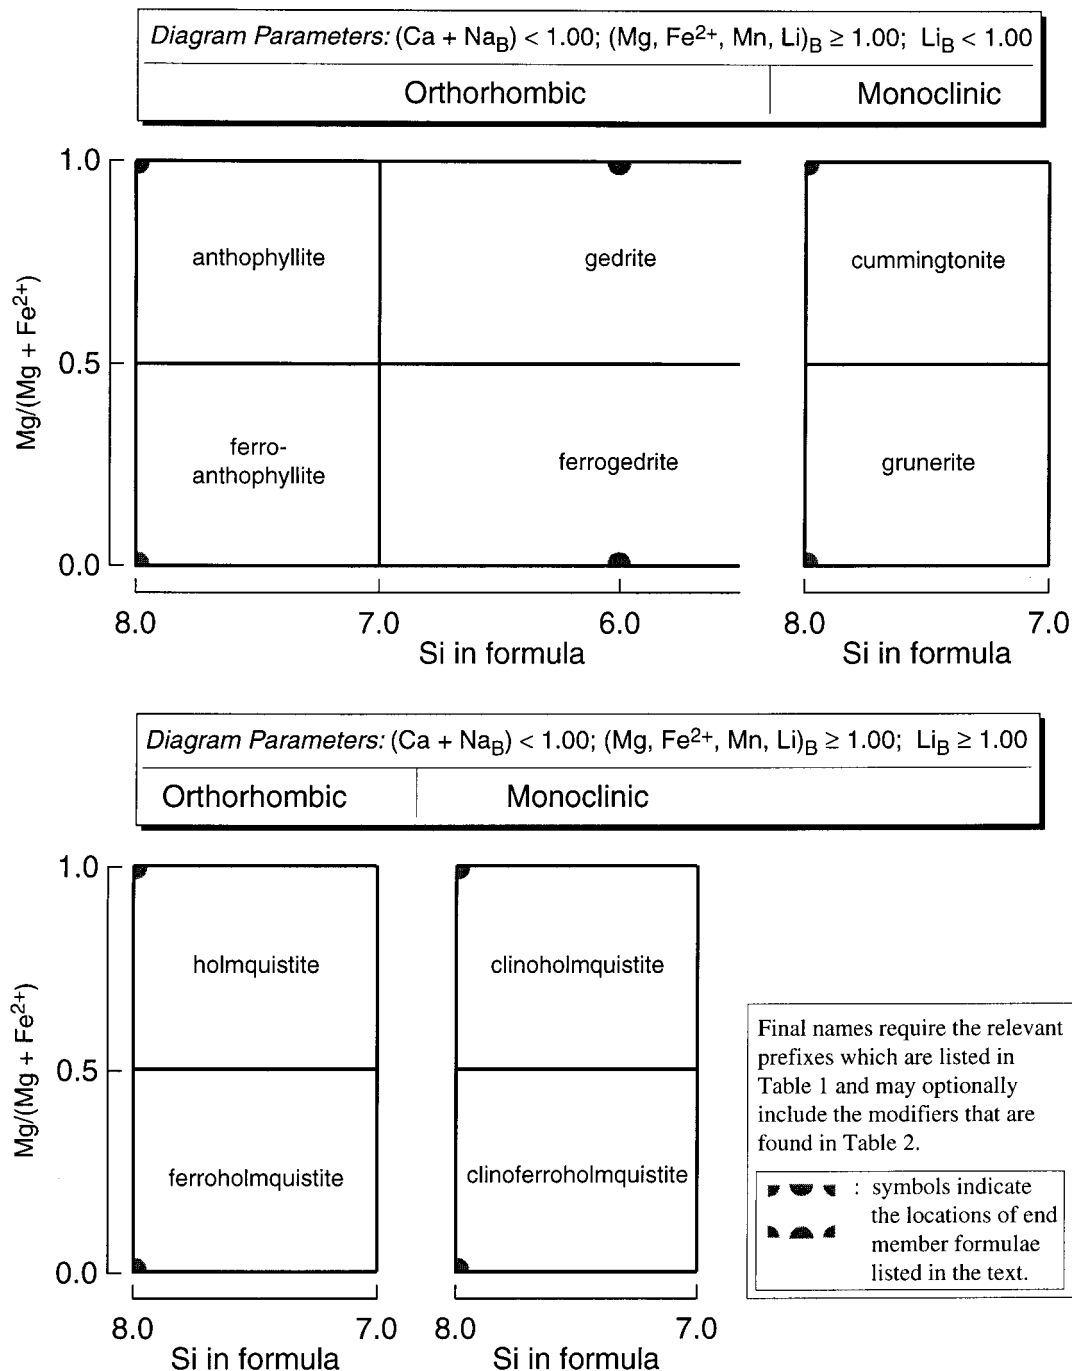 Diagram Parameters: (Ca + Na_B) < 1.00; (Mg, Fe²⁺, Mn, Li)_B ≥ 1.00; Li_B < 1.00
Orthorhombic Monoclinic
1.0
anthophyllite gedrite cummingtonite
Mg/(Mg + Fe²⁺)
0.5
ferro-
anthophyllite ferrogedrite grunerite
0.0
8.0 7.0 6.0 8.0 7.0
Si in formula Si in formula
Diagram Parameters: (Ca + Na_B) < 1.00; (Mg, Fe²⁺, Mn, Li)_B ≥ 1.00; Li_B ≥ 1.00
Orthorhombic Monoclinic
1.0
holmquistite clinoholmquistite
Mg/(Mg + Fe²⁺)
0.5
ferroholmquistite clinoferroholmquistite
0.0
8.0 7.0 8.0 7.0
Si in formula Si in formula
Final names require the relevant
prefixes which are listed in
Table 1 and may optionally
include the modifiers that are
found in Table 2.
: symbols indicate
the locations of end
member formulae
listed in the text.